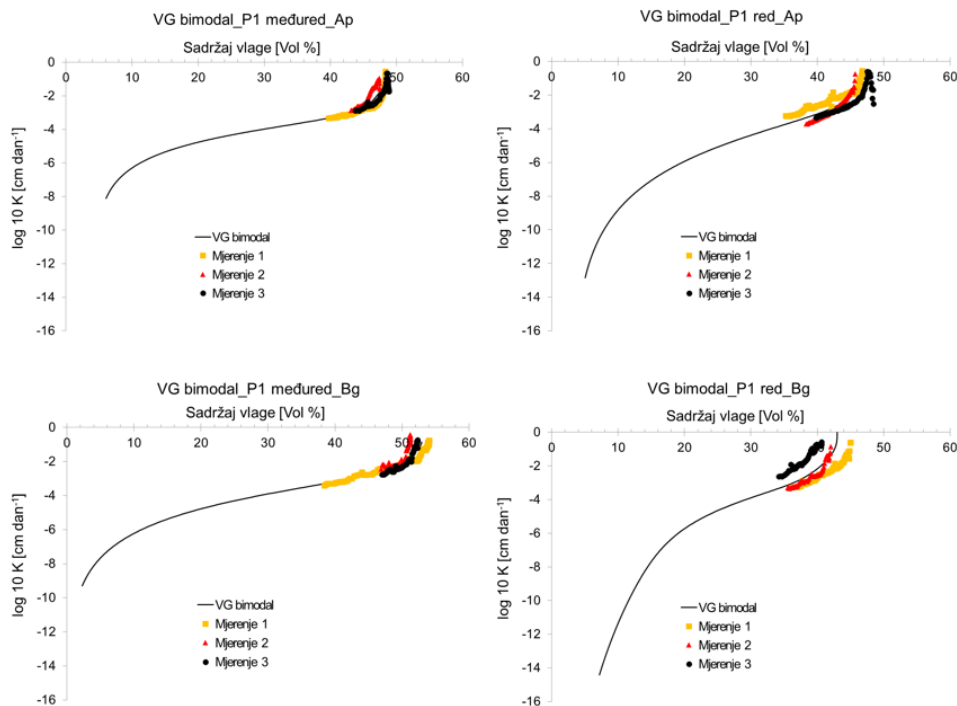 VG bimodal_P1 međured_Ap
Sadržaj vlage [Vol %]
0 10 20 30 40 50 60
0
-2
-4
-6
-8
-10
-12
-14
-16
log 10 K [cm dan⁻¹]
VG bimodal
Mjerenje 1
Mjerenje 2
Mjerenje 3
VG bimodal_P1 red_Ap
Sadržaj vlage [Vol %]
0 10 20 30 40 50 60
0
-2
-4
-6
-8
-10
-12
-14
-16
log 10 K [cm dan⁻¹]
VG bimodal
Mjerenje 1
Mjerenje 2
Mjerenje 3
VG bimodal_P1 međured_Bg
Sadržaj vlage [Vol %]
0 10 20 30 40 50 60
0
-2
-4
-6
-8
-10
-12
-14
-16
log 10 K [cm dan⁻¹]
VG bimodal
Mjerenje 1
Mjerenje 2
Mjerenje 3
VG bimodal_P1 red_Bg
Sadržaj vlage [Vol %]
0 10 20 30 40 50 60
0
-2
-4
-6
-8
-10
-12
-14
-16
log 10 K [cm dan⁻¹]
VG bimodal
Mjerenje 1
Mjerenje 2
Mjerenje 3